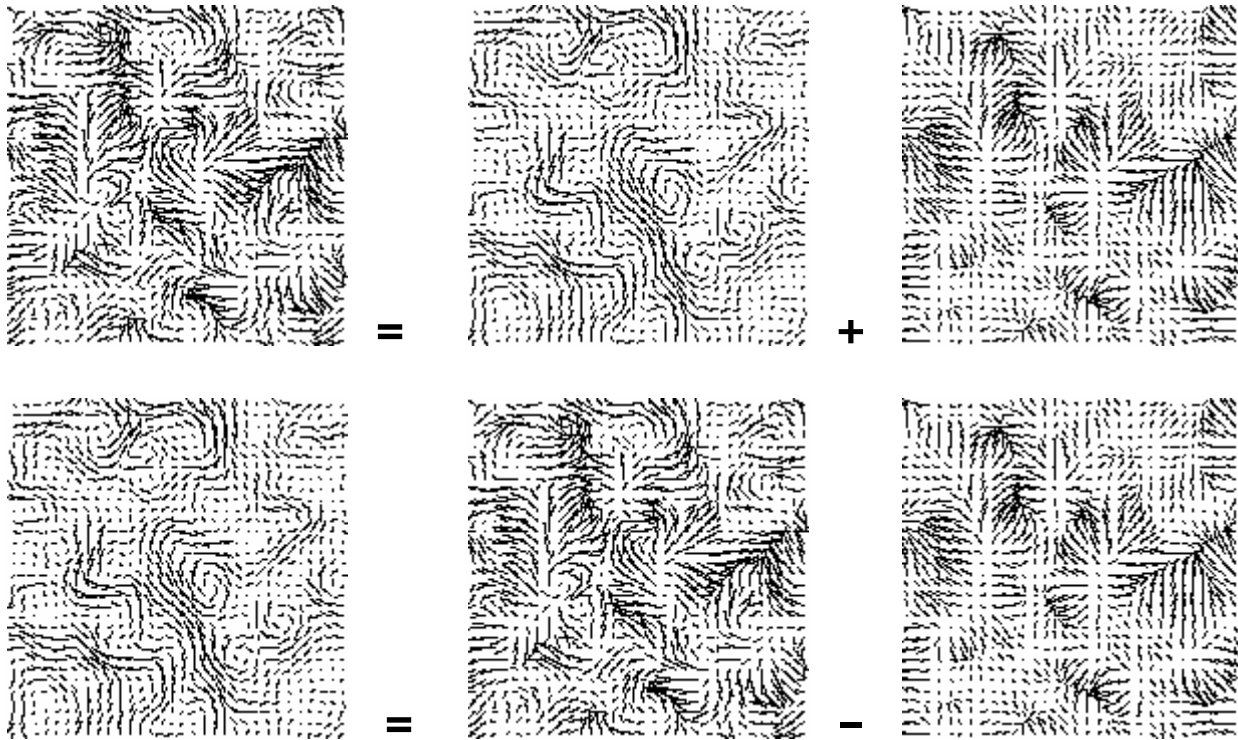 = +
= −